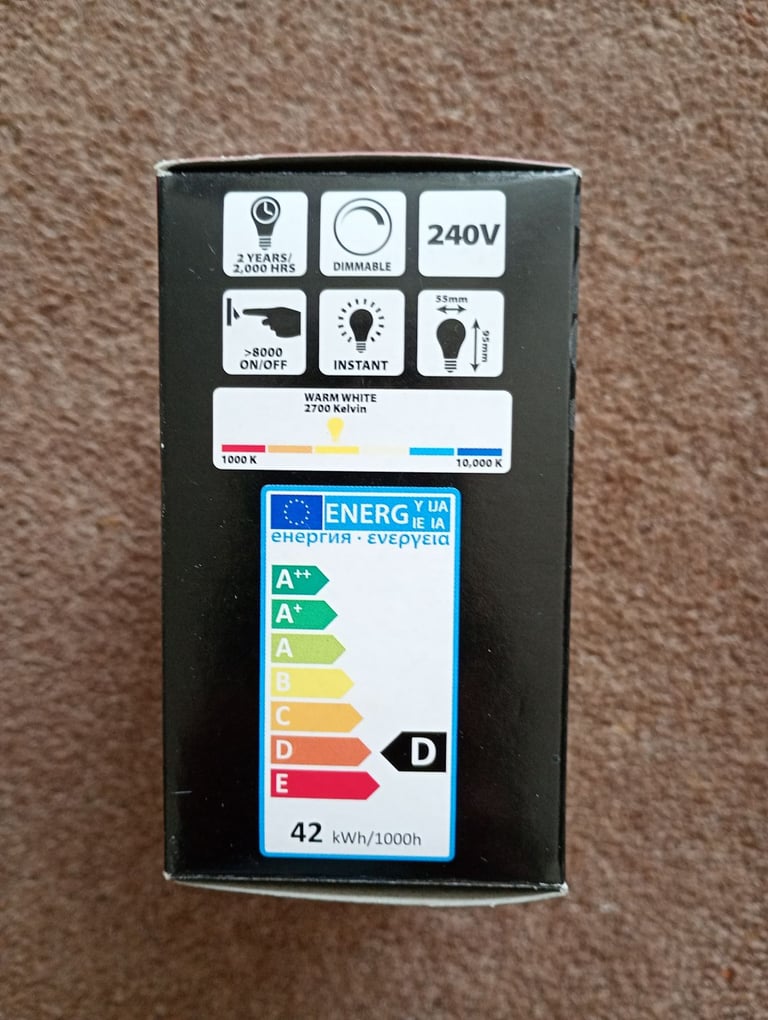 2 YEARS/
2,000 HRS
DIMMABLE
240V
>8000
ON/OFF
INSTANT
55mm
95mm
WARM WHITE
2700 Kelvin
1000 K
10,000 K
ENERG Y IJA
IE IA
енергия · ενεργεια
A++
A+
A
B
C
D
D
E
42 kWh/1000h